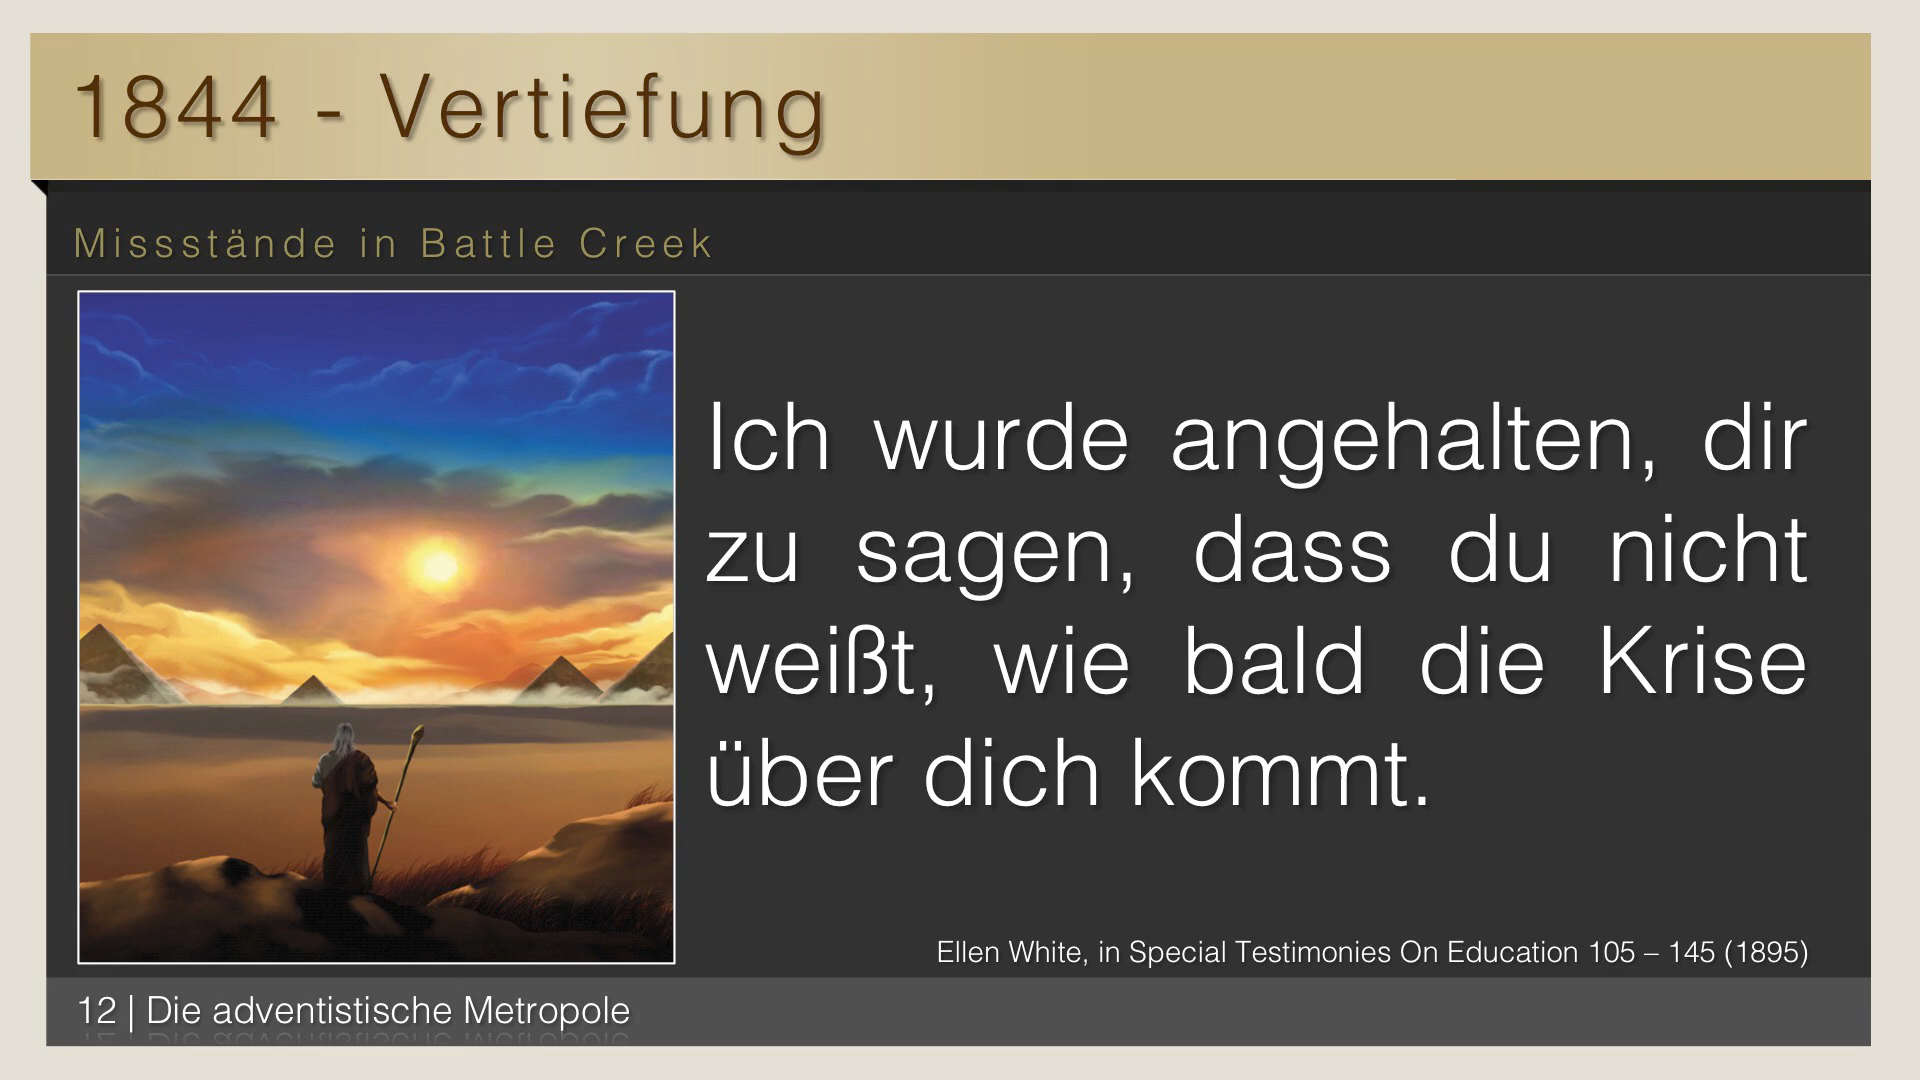 1844 - Vertiefung
Missstände in Battle Creek
Ich wurde angehalten, dir
zu sagen, dass du nicht
weißt, wie bald die Krise
über dich kommt.
Ellen White, in Special Testimonies On Education 105 – 145 (1895)
12 | Die adventistische Metropole